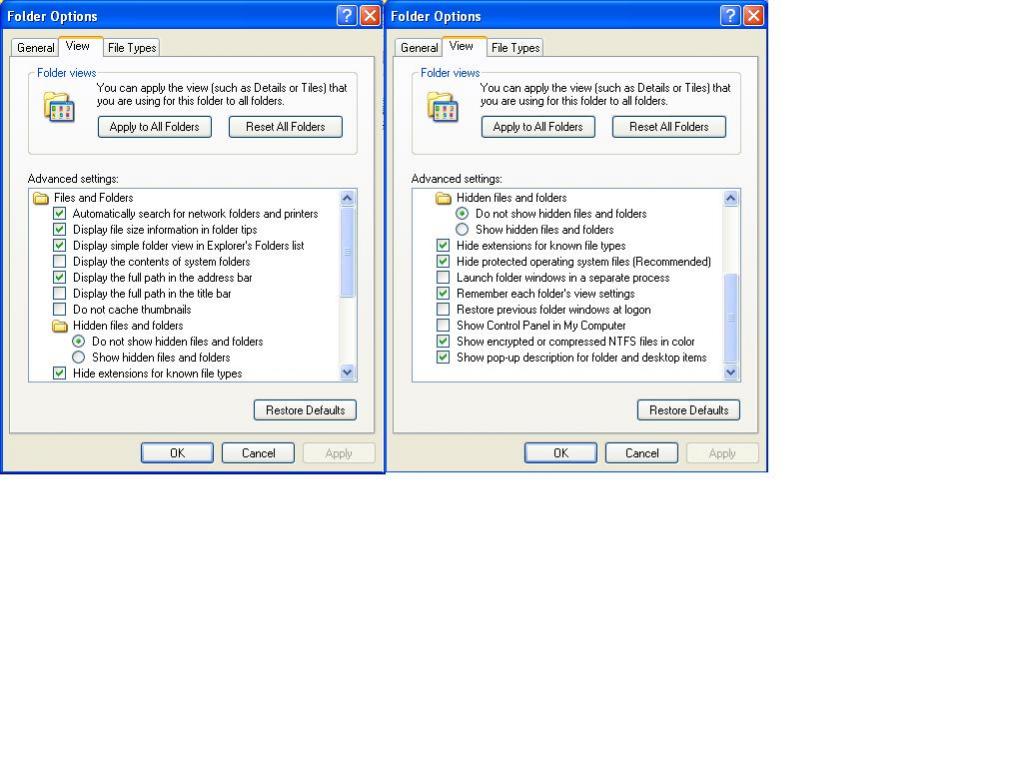 Folder Options
General View File Types
Folder views
You can apply the view (such as Details or Tiles) that
you are using for this folder to all folders.
Apply to All Folders Reset All Folders
Advanced settings:
Files and Folders
Automatically search for network folders and printers
Display file size information in folder tips
Display simple folder view in Explorer's Folders list
Display the contents of system folders
Display the full path in the address bar
Display the full path in the title bar
Do not cache thumbnails
Hidden files and folders
Do not show hidden files and folders
Show hidden files and folders
Hide extensions for known file types
Restore Defaults
OK Cancel Apply
Folder Options
General View File Types
Folder views
You can apply the view (such as Details or Tiles) that
you are using for this folder to all folders.
Apply to All Folders Reset All Folders
Advanced settings:
Hidden files and folders
Do not show hidden files and folders
Show hidden files and folders
Hide extensions for known file types
Hide protected operating system files (Recommended)
Launch folder windows in a separate process
Remember each folder's view settings
Restore previous folder windows at logon
Show Control Panel in My Computer
Show encrypted or compressed NTFS files in color
Show pop-up description for folder and desktop items
Restore Defaults
OK Cancel Apply